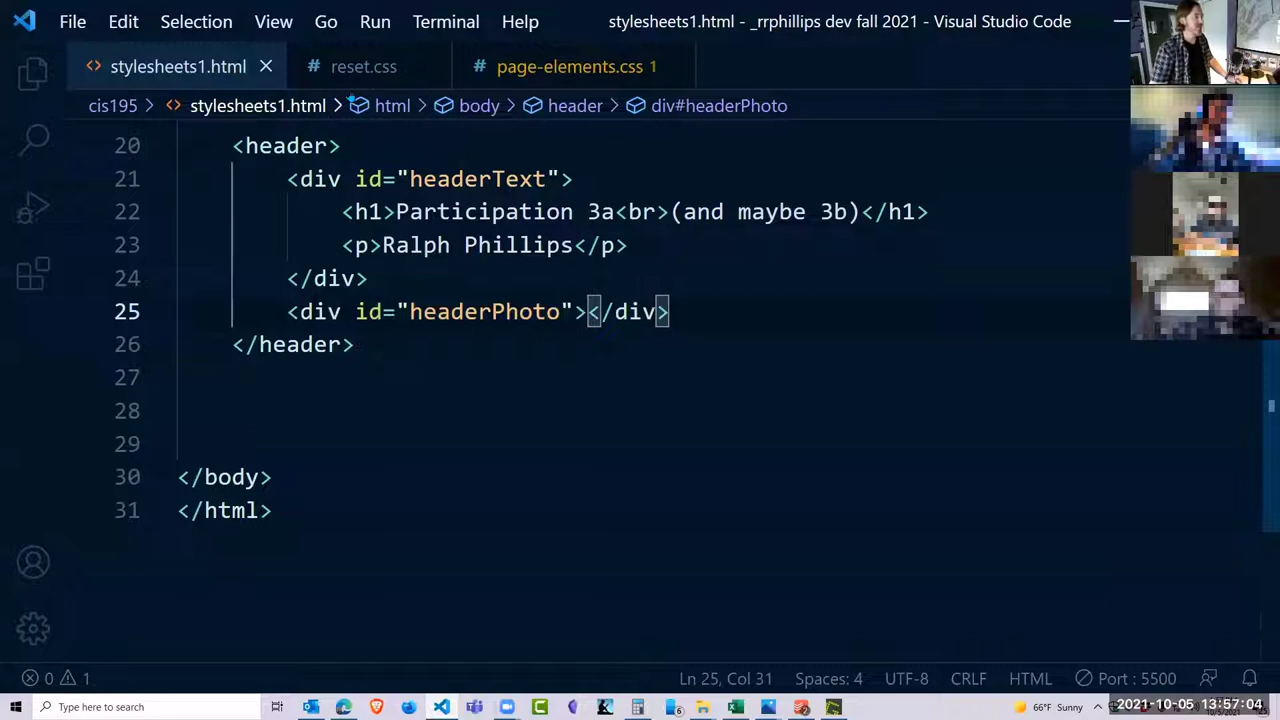 File Edit Selection View Go Run Terminal Help stylesheets1.html - _rrphillips dev fall 2021 - Visual Studio Code
stylesheets1.html reset.css page-elements.css 1
cis195 > stylesheets1.html > html > body > header > div#headerPhoto
20 <header>
21 <div id="headerText">
22 <h1>Participation 3a<br>(and maybe 3b)</h1>
23 <p>Ralph Phillips</p>
24 </div>
25 <div id="headerPhoto"></div>
26 </header>
27
28
29
30 </body>
31 </html>
0 1 Ln 25, Col 31 Spaces: 4 UTF-8 CRLF HTML Port : 5500
Type here to search 66°F Sunny 2021-10-05 13:57:04